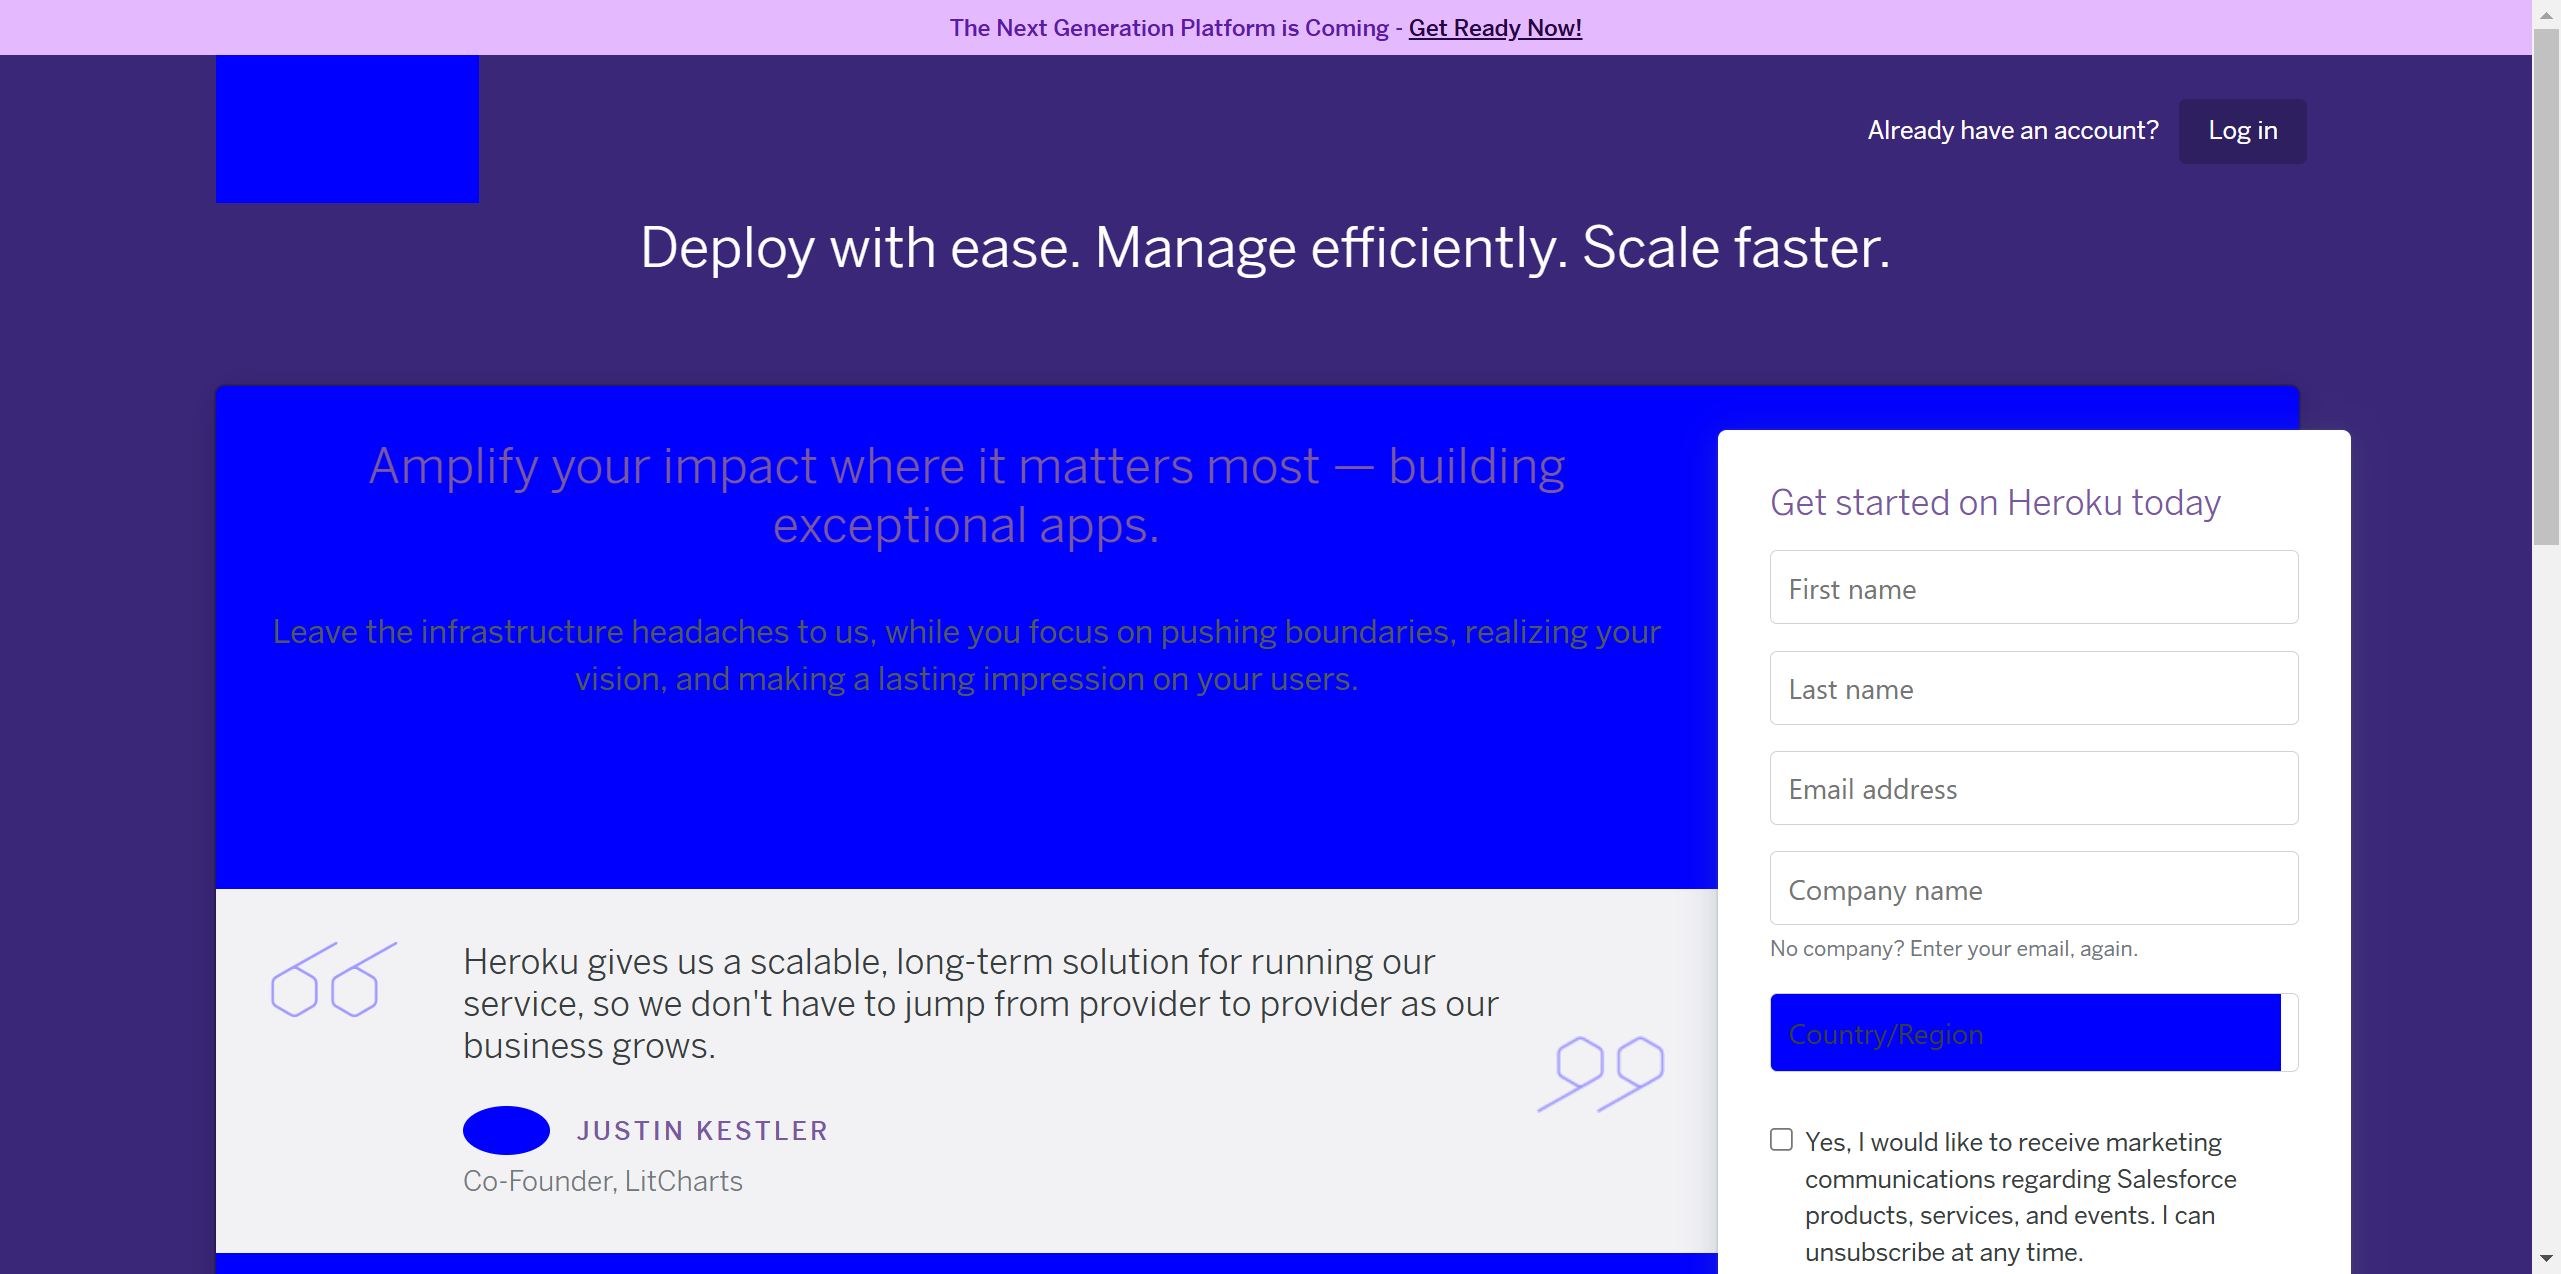 The Next Generation Platform is Coming - Get Ready Now!
Already have an account?
Log in
Deploy with ease. Manage efficiently. Scale faster.
Amplify your impact where it matters most — building
exceptional apps.
Leave the infrastructure headaches to us, while you focus on pushing boundaries, realizing your
vision, and making a lasting impression on your users.
Heroku gives us a scalable, long-term solution for running our
service, so we don't have to jump from provider to provider as our
business grows.
JUSTIN KESTLER
Co-Founder, LitCharts
Get started on Heroku today
First name
Last name
Email address
Company name
No company? Enter your email, again.
Country/Region
Yes, I would like to receive marketing
communications regarding Salesforce
products, services, and events. I can
unsubscribe at any time.